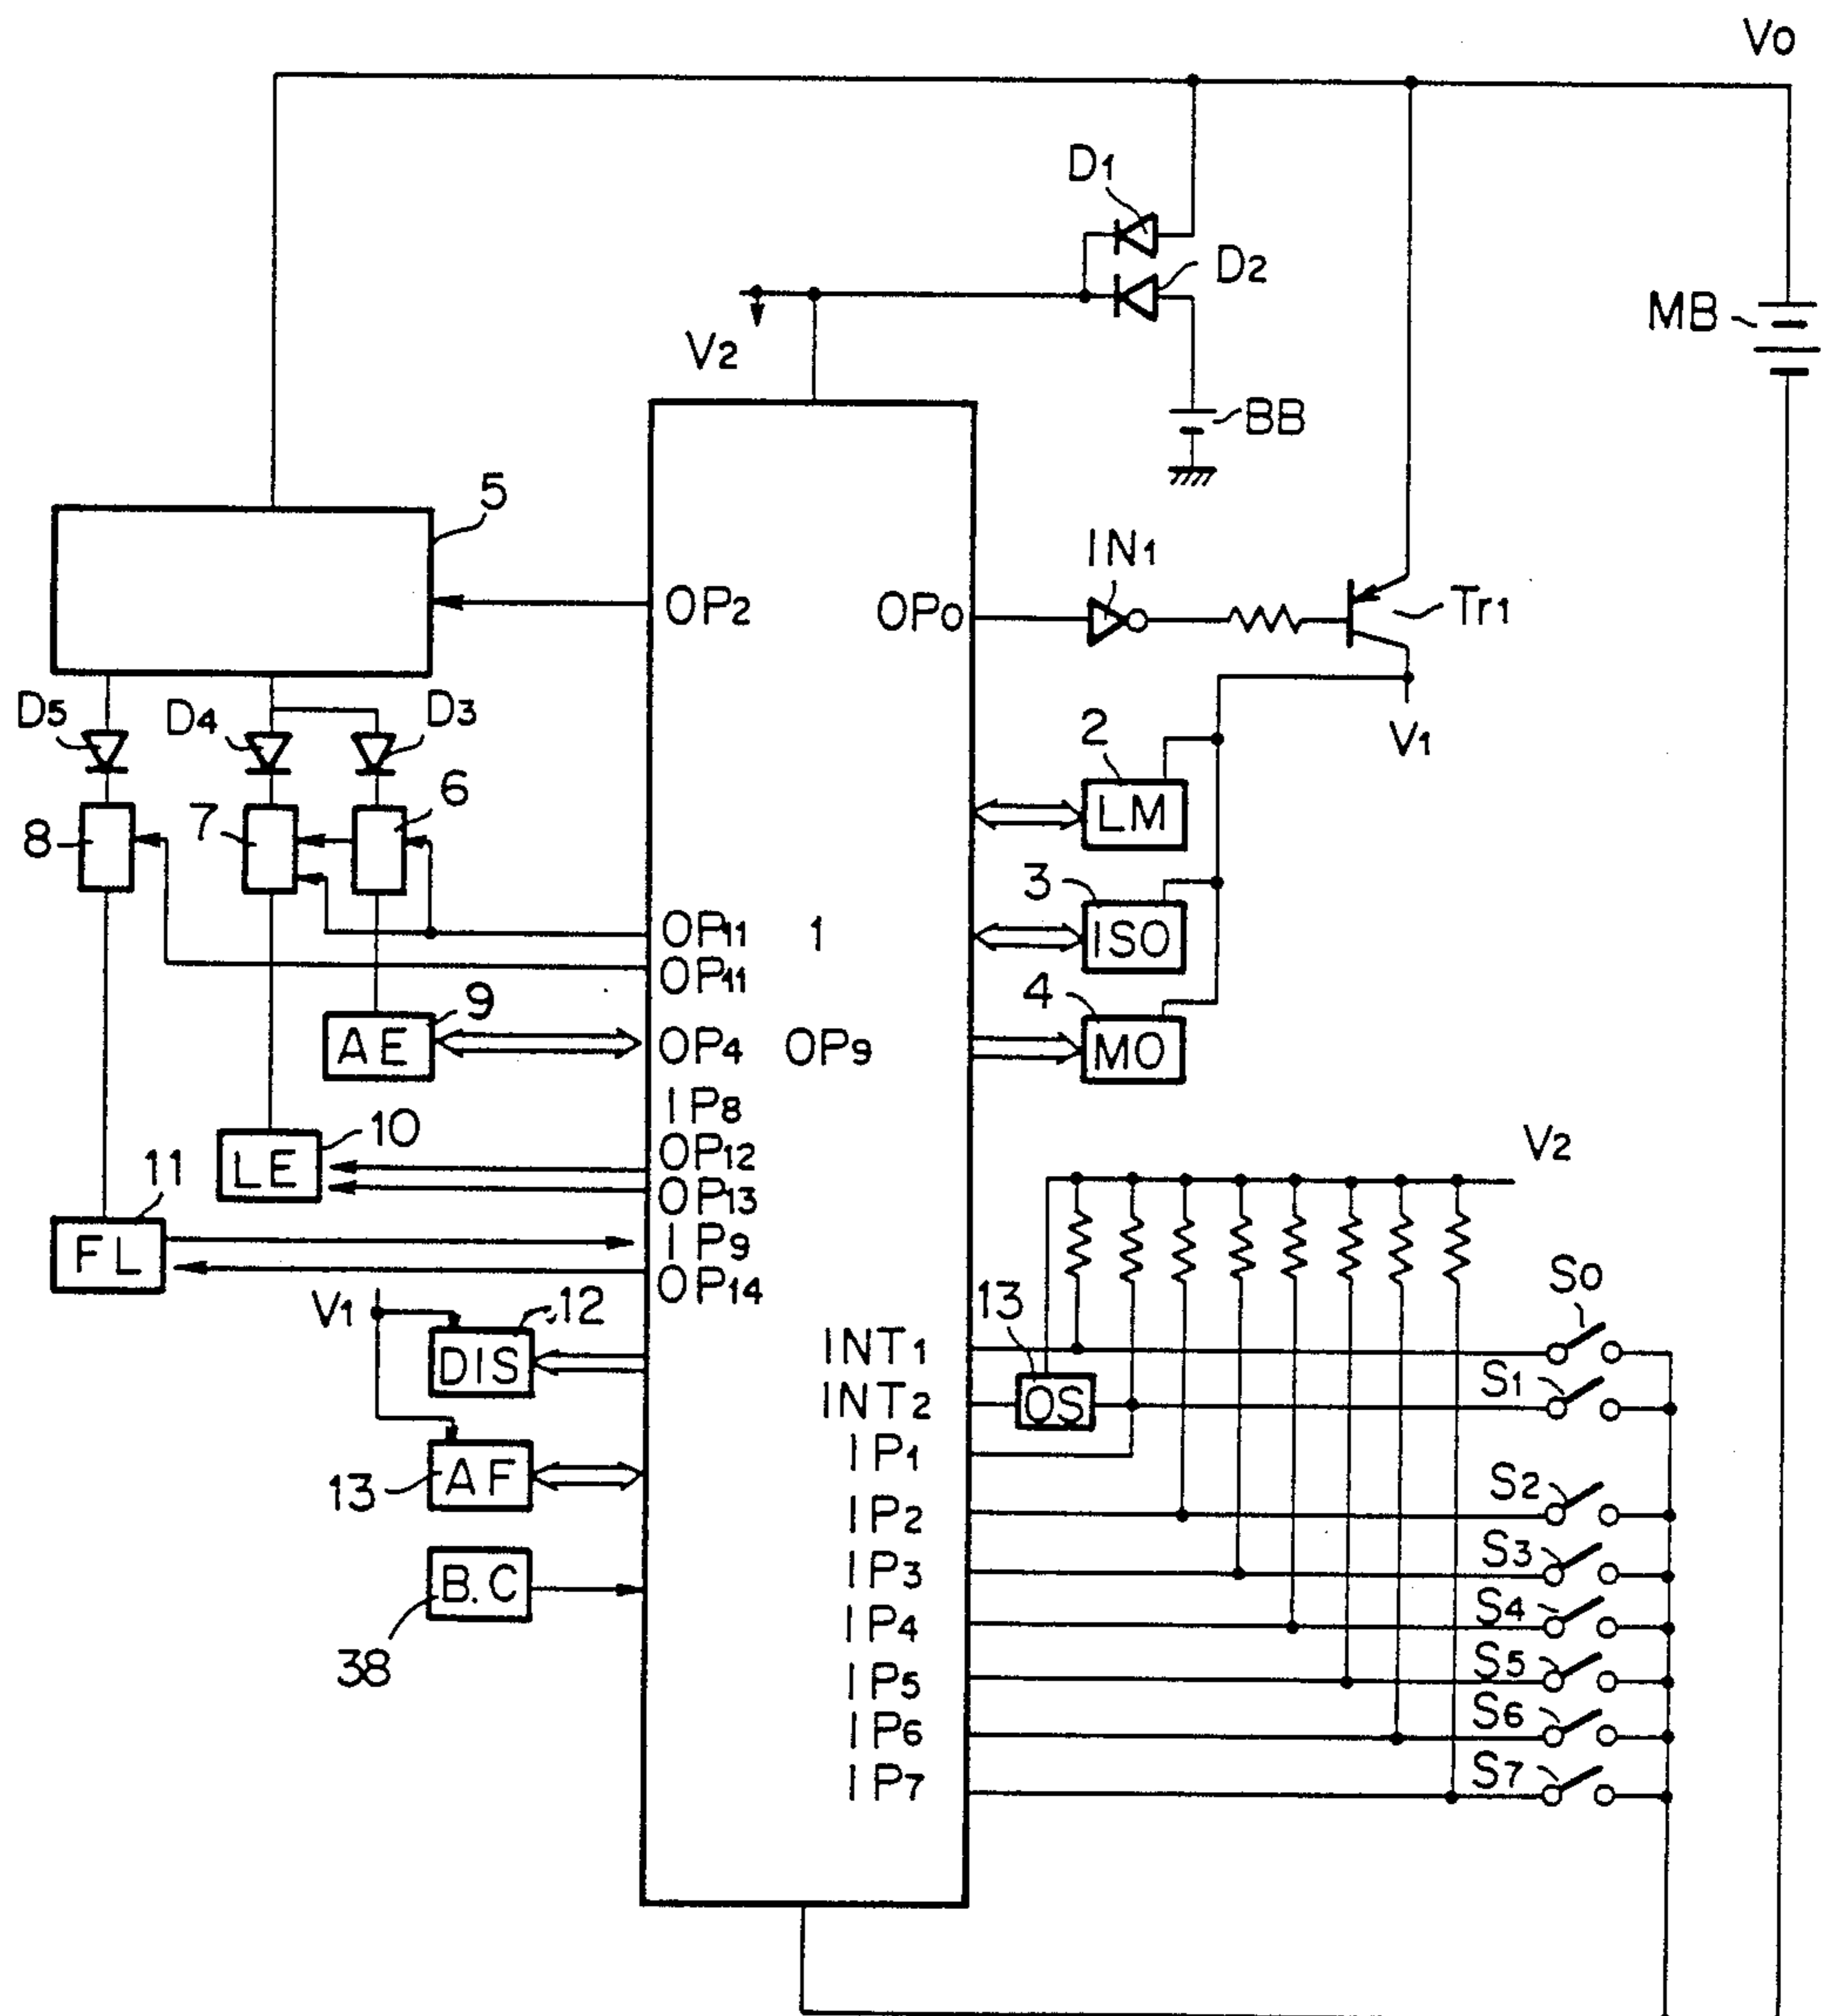 V0
D1
D2
MB
V2
BB
5
IN1
OP2
OP0
Tr1
D5
D4
D3
V1
2
6
7
8
LM
3
OP11
1
ISO
OP11
4
9
AE
OP4
OP9
MO
IP8
10
OP12
V2
11
LE
OP13
IP9
FL
OP14
S0
V1
12
13
INT1
DIS
S1
INT2
OS
IP1
13
AF
S2
IP2
S3
B.C
IP3
S4
IP4
38
S5
IP5
S6
IP6
S7
IP7